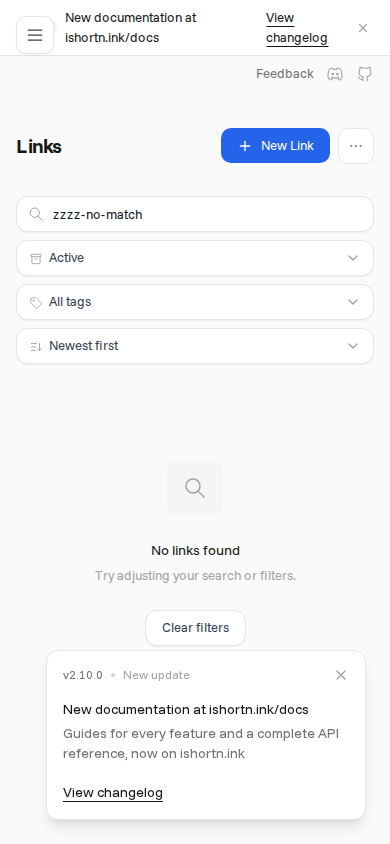 New documentation at
ishortn.ink/docs
View
changelog
Feedback
Links
New Link
zzzz-no-match
Active
All tags
Newest first
No links found
Try adjusting your search or filters.
Clear filters
v2.10.0 • New update
New documentation at ishortn.ink/docs
Guides for every feature and a complete API
reference, now on ishortn.ink
View changelog